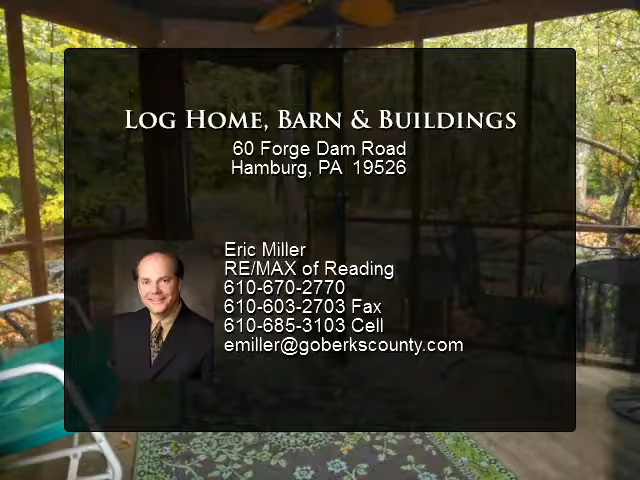 Log Home, Barn & Buildings
60 Forge Dam Road
Hamburg, PA 19526
Eric Miller
RE/MAX of Reading
610-670-2770
610-603-2703 Fax
610-685-3103 Cell
emiller@goberkscounty.com